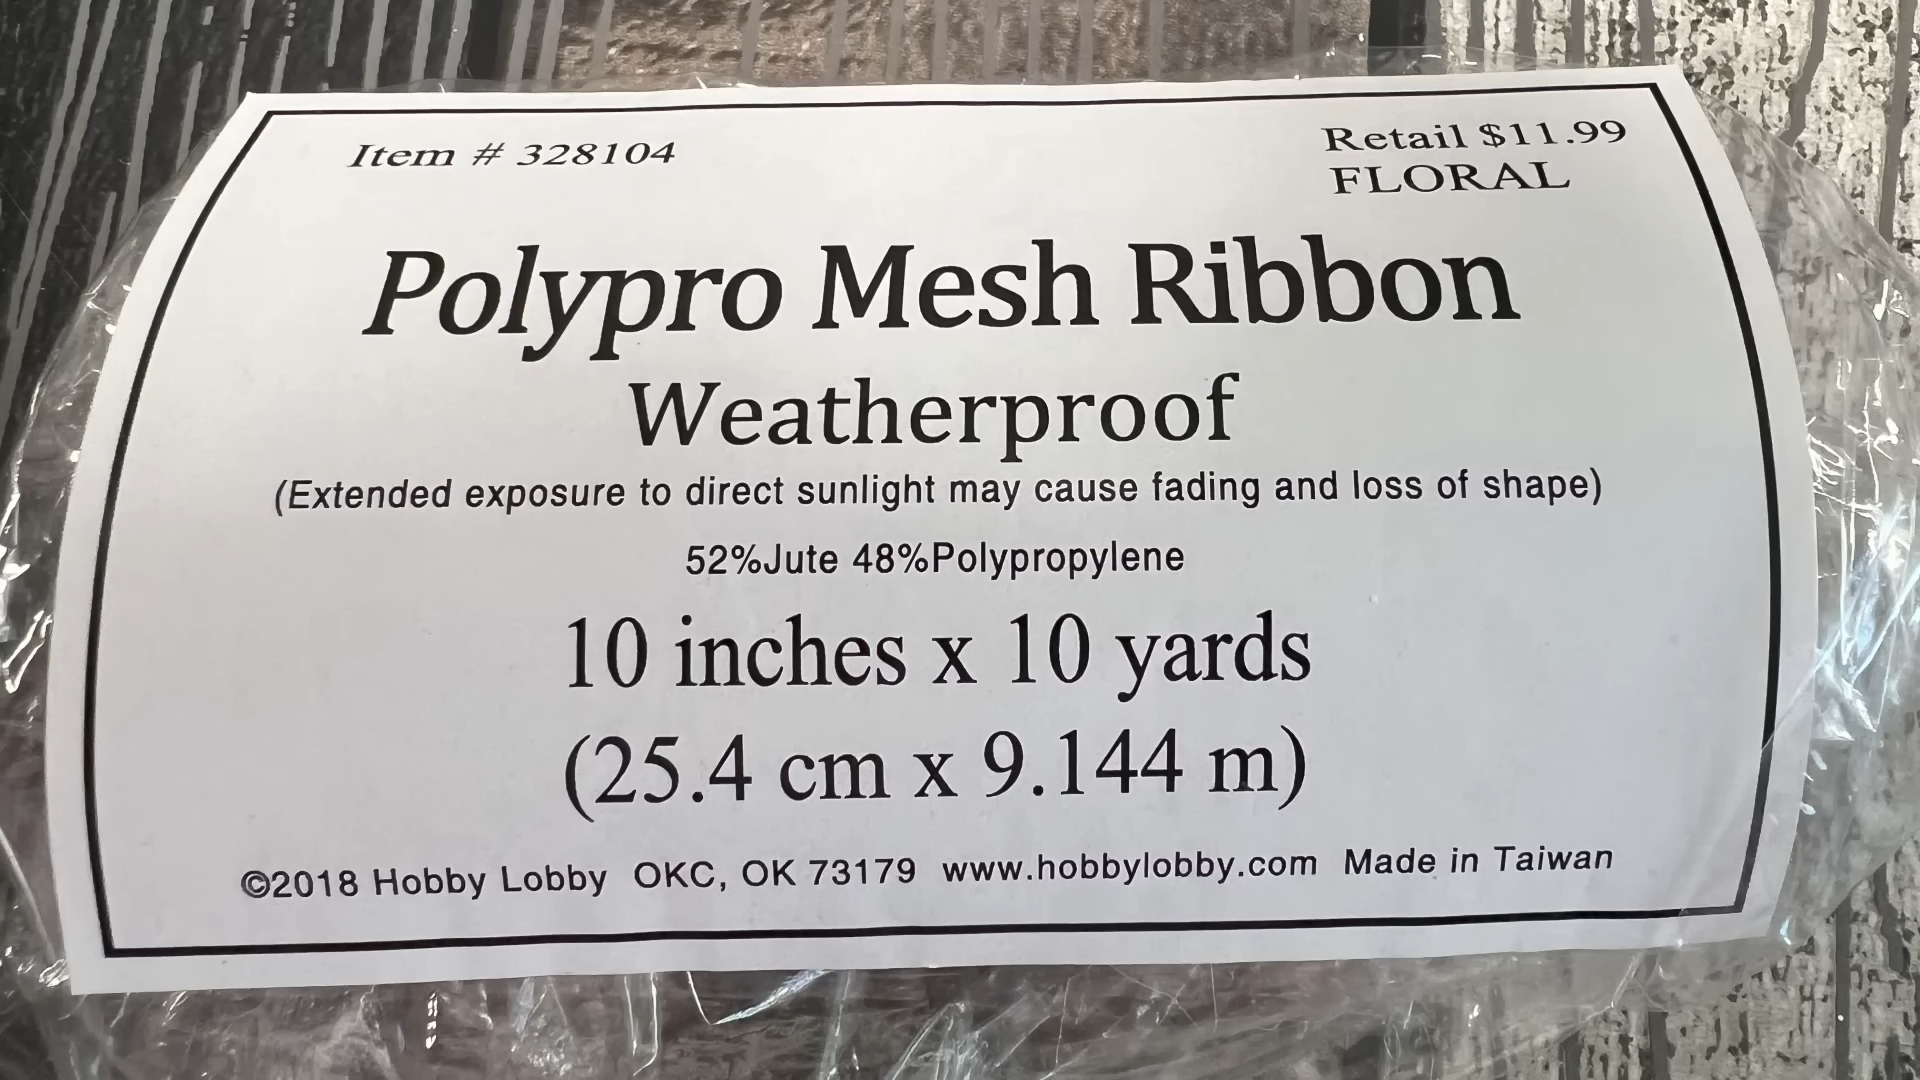 Item # 328104
Retail $11.99
FLORAL
Polypro Mesh Ribbon
Weatherproof
(Extended exposure to direct sunlight may cause fading and loss of shape)
52%Jute 48%Polypropylene
10 inches x 10 yards
(25.4 cm x 9.144 m)
©2018 Hobby Lobby OKC, OK 73179 www.hobbylobby.com Made in Taiwan